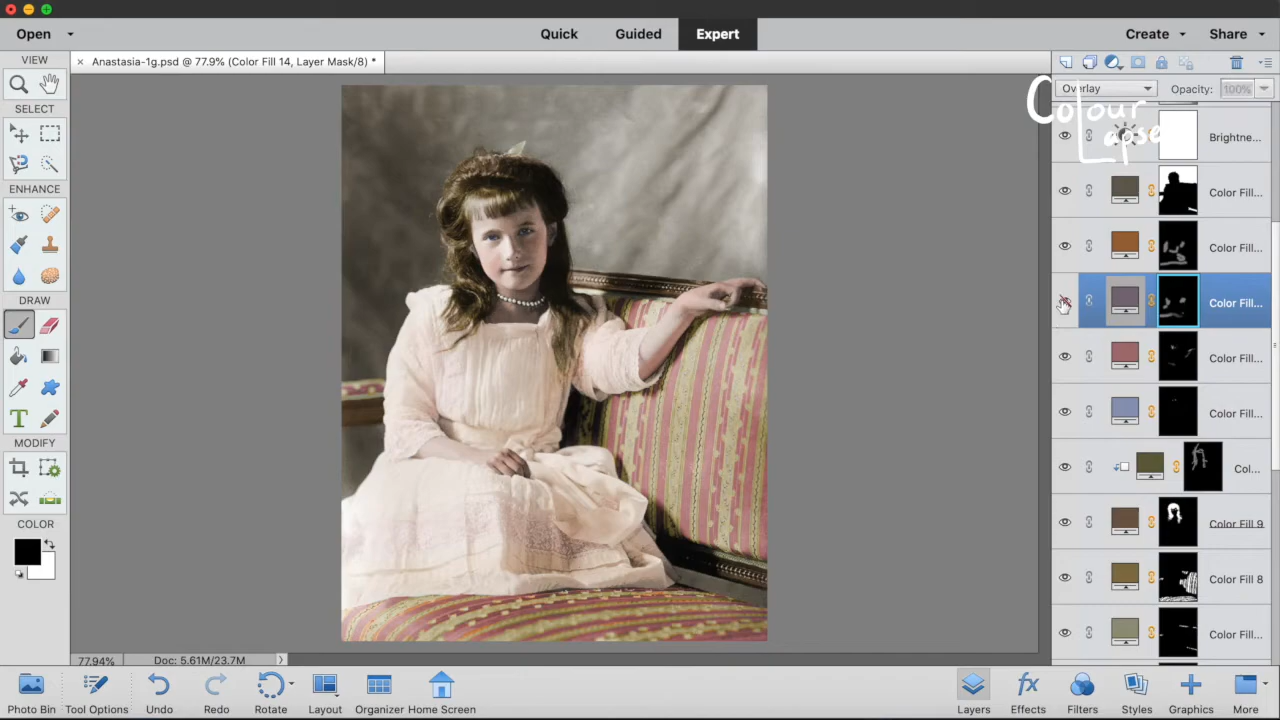 Open
Quick
Guided
Expert
Create
Share
VIEW
× Anastasia-1g.psd @ 77.9% (Color Fill 14, Layer Mask/8) *
SELECT
Overlay
Opacity: 100%
Colour
Lapse
Brightne...
ENHANCE
Color Fill...
Color Fill...
DRAW
Color Fill...
Color Fill...
T
Color Fill...
MODIFY
Co...
COLOR
Color Fill 9
Color Fill 8
Color Fill...
77.94%
Doc: 5.61M/23.7M
Photo Bin
Tool Options
Undo
Redo
Rotate
Layout
Organizer
Home Screen
Layers
fx
Effects
Filters
Styles
Graphics
More